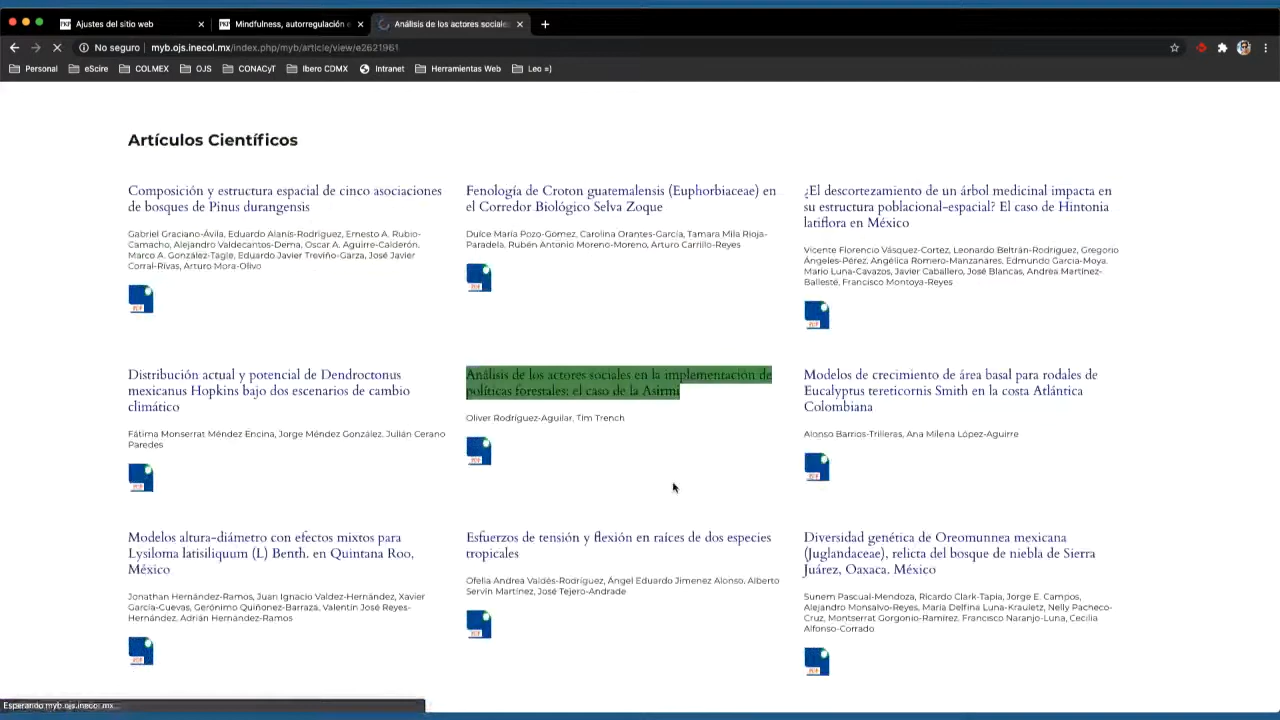 Ajustes del sitio web
Mindfulness, autorregulación e
Análisis de los actores sociale
No seguro
myb.ojs.inecol.mx/index.php/myb/article/view/e2621961
Personal
eScire
COLMEX
OJS
CONACyT
Ibero CDMX
Intranet
Herramientas Web
Leo =)
Artículos Científicos
Composición y estructura espacial de cinco asociaciones
de bosques de Pinus durangensis
Gabriel Graciano-Ávila, Eduardo Alanís-Rodríguez, Ernesto A. Rubio-
Camacho, Alejandro Valdecantos-Dema, Oscar A. Aguirre-Calderón,
Marco A. González-Tagle, Eduardo Javier Treviño-Garza, José Javier
Corral-Rivas, Arturo Mora-Olivo
PDF
Fenología de Croton guatemalensis (Euphorbiaceae) en
el Corredor Biológico Selva Zoque
Dulce María Pozo-Gómez, Carolina Orantes-García, Tamara Mila Rioja-
Paradela, Rubén Antonio Moreno-Moreno, Arturo Carrillo-Reyes
PDF
¿El descortezamiento de un árbol medicinal impacta en
su estructura poblacional-espacial? El caso de Hintonia
latiflora en México
Vicente Florencio Vásquez-Cortez, Leonardo Beltrán-Rodríguez, Gregorio
Ángeles-Pérez, Angélica Romero-Manzanares, Edmundo García-Moya,
Mario Luna-Cavazos, Javier Caballero, José Blancas, Andrea Martínez-
Ballesté, Francisco Montoya-Reyes
PDF
Distribución actual y potencial de Dendroctonus
mexicanus Hopkins bajo dos escenarios de cambio
climático
Fátima Monserrat Méndez Encina, Jorge Méndez González, Julián Cerano
Paredes
PDF
Análisis de los actores sociales en la implementación de
políticas forestales: el caso de la Asirmi
Oliver Rodríguez-Aguilar, Tim Trench
PDF
Modelos de crecimiento de área basal para rodales de
Eucalyptus tereticornis Smith en la costa Atlántica
Colombiana
Alonso Barrios-Trilleras, Ana Milena López-Aguirre
PDF
Modelos altura-diámetro con efectos mixtos para
Lysiloma latisiliquum (L) Benth. en Quintana Roo,
México
Jonathan Hernández-Ramos, Juan Ignacio Valdez-Hernández, Xavier
García-Cuevas, Gerónimo Quiñonez-Barraza, Valentín José Reyes-
Hernández, Adrián Hernández-Ramos
PDF
Esfuerzos de tensión y flexión en raíces de dos especies
tropicales
Ofelia Andrea Valdés-Rodríguez, Ángel Eduardo Jimenez Alonso, Alberto
Servín Martínez, José Tejero-Andrade
PDF
Diversidad genética de Oreomunnea mexicana
(Juglandaceae), relicta del bosque de niebla de Sierra
Juárez, Oaxaca. México
Sunem Pascual-Mendoza, Ricardo Clark-Tapia, Jorge E. Campos,
Alejandro Monsalvo-Reyes, María Delfina Luna-Krauletz, Nelly Pacheco-
Cruz, Montserrat Gorgonio-Ramírez, Francisco Naranjo-Luna, Cecilia
Alfonso-Corrado
PDF
Esperando myb.ojs.inecol.mx...